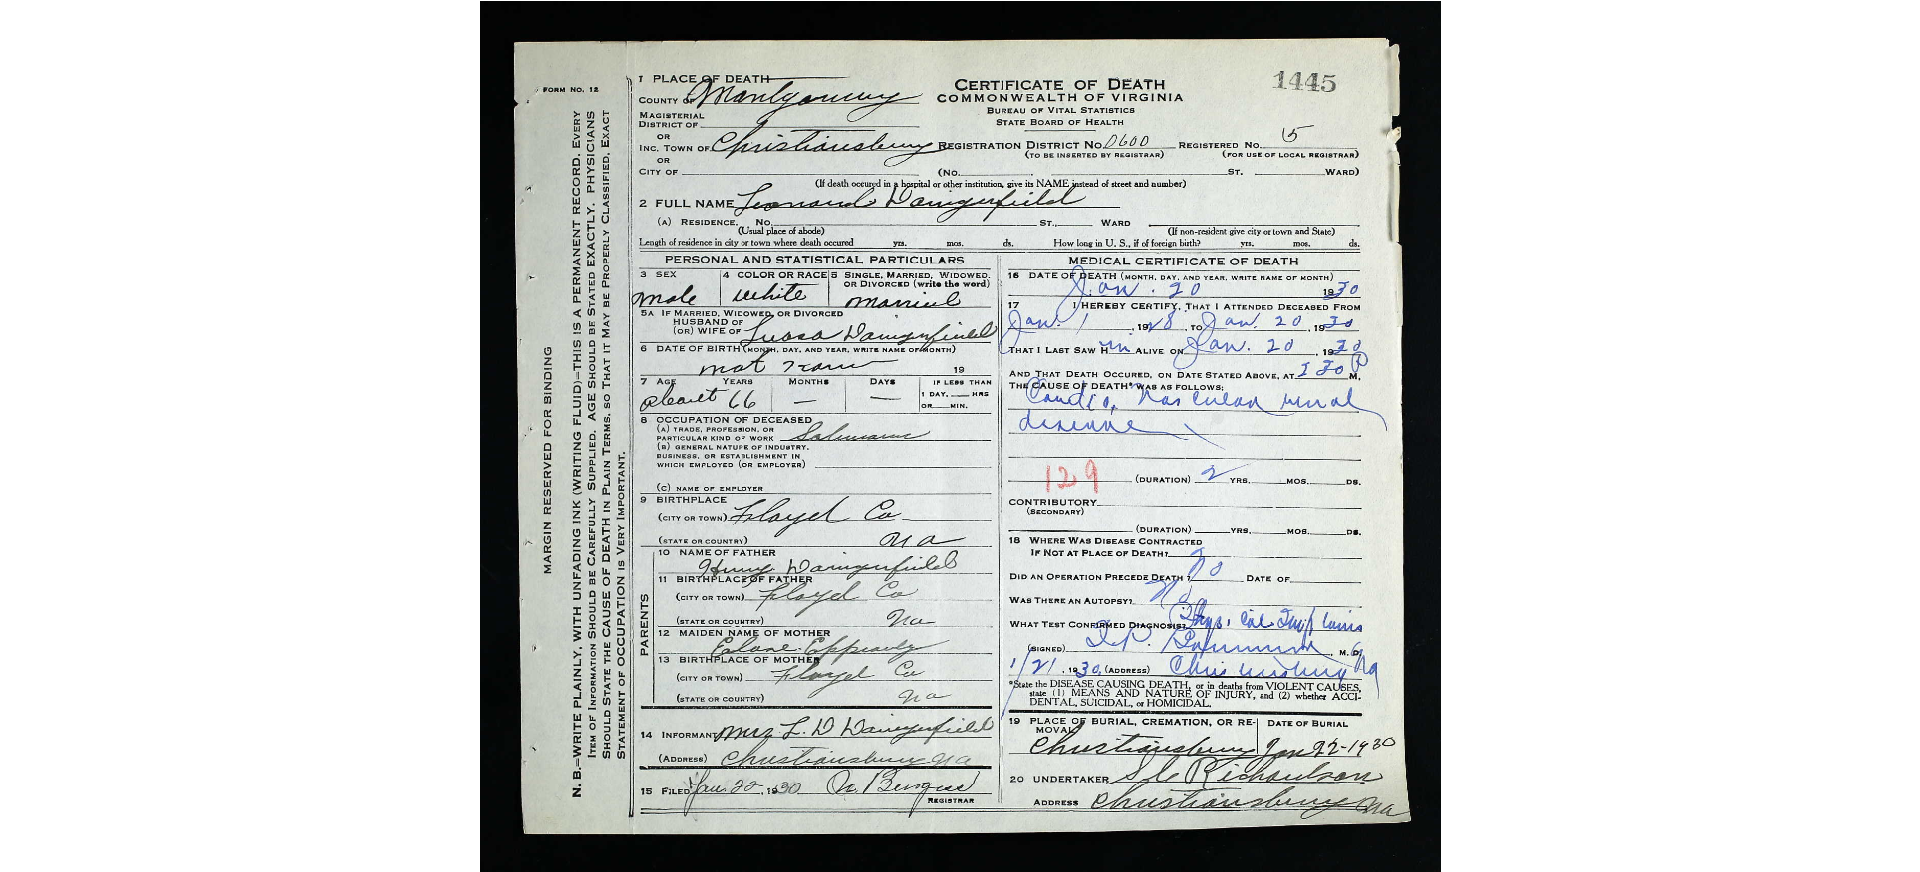 FORM NO. 12
MARGIN RESERVED FOR BINDING
N. B.=WRITE PLAINLY, WITH UNFADING INK (WRITING FLUID)=THIS IS A PERMANENT RECORD. EVERY
ITEM OF INFORMATION SHOULD BE CAREFULLY SUPPLIED. AGE SHOULD BE STATED EXACTLY. PHYSICIANS
SHOULD STATE THE CAUSE OF DEATH IN PLAIN TERMS, SO THAT IT MAY BE PROPERLY CLASSIFIED. EXACT
STATEMENT OF OCCUPATION IS VERY IMPORTANT.
1 PLACE OF DEATH
COUNTY OF Montgomery
MAGISTERIAL
DISTRICT OF
OR
INC. TOWN OF Christiansburg
OR
CITY OF
CERTIFICATE OF DEATH
COMMONWEALTH OF VIRGINIA
BUREAU OF VITAL STATISTICS
STATE BOARD OF HEALTH
1445
REGISTRATION DISTRICT NO. 0600 REGISTERED NO. 15
(TO BE INSERTED BY REGISTRAR) (FOR USE OF LOCAL REGISTRAR)
(NO. ST. WARD)
(If death occured in a hospital or other institution, give its NAME instead of street and number)
2 FULL NAME Leonard Daingerfield
(A) RESIDENCE. NO. ST., WARD
(Usual place of abode) (If non-resident give city or town and State)
Length of residence in city or town where death occured yrs. mos. ds. How long in U. S., if of foreign birth? yrs. mos. ds.
PERSONAL AND STATISTICAL PARTICULARS
3 SEX
male
4 COLOR OR RACE
white
5 SINGLE, MARRIED, WIDOWED,
OR DIVORCED (write the word)
married
5A IF MARRIED, WIDOWED, OR DIVORCED
HUSBAND OF
(OR) WIFE OF Daingerfield
6 DATE OF BIRTH (MONTH, DAY, AND YEAR, WRITE NAME OF MONTH)
not known 19
7 AGE YEARS MONTHS DAYS IF LESS THAN
about 66 — — 1 DAY, HRS
OR MIN.
8 OCCUPATION OF DECEASED
(A) TRADE, PROFESSION, OR
PARTICULAR KIND OF WORK Salesman
(B) GENERAL NATURE OF INDUSTRY,
BUSINESS, OR ESTABLISHMENT IN
WHICH EMPLOYED (OR EMPLOYER)
(C) NAME OF EMPLOYER
9 BIRTHPLACE
(CITY OR TOWN) Floyd Co
(STATE OR COUNTRY) Va
PARENTS
10 NAME OF FATHER
Henry Daingerfield
11 BIRTHPLACE OF FATHER
(CITY OR TOWN) Floyd Co
(STATE OR COUNTRY) Va
12 MAIDEN NAME OF MOTHER
13 BIRTHPLACE OF MOTHER
(CITY OR TOWN) Floyd Co
(STATE OR COUNTRY) Va
14 INFORMANT Mrs L. D Daingerfield
(ADDRESS) Christiansburg Va
15 FILED Jan. 22, 1930 Burgess
REGISTRAR
MEDICAL CERTIFICATE OF DEATH
16 DATE OF DEATH (MONTH, DAY, AND YEAR, WRITE NAME OF MONTH)
Jan. 20 1930
17 I HEREBY CERTIFY, THAT I ATTENDED DECEASED FROM
Jan. 1, 1928, TO Jan. 20, 1930
THAT I LAST SAW Him ALIVE ON Jan. 20, 1930
AND THAT DEATH OCCURED, ON DATE STATED ABOVE, AT 130 P M.
THE CAUSE OF DEATH* WAS AS FOLLOWS:
Cardio, vascular renal
disease
129
(DURATION) 2 YRS. MOS. DS.
CONTRIBUTORY
(SECONDARY)
(DURATION) YRS. MOS. DS.
18 WHERE WAS DISEASE CONTRACTED
IF NOT AT PLACE OF DEATH?
DID AN OPERATION PRECEDE DEATH? No DATE OF
WAS THERE AN AUTOPSY? No
WHAT TEST CONFIRMED DIAGNOSIS?
(SIGNED) , M. D.
1/21, 1930, (ADDRESS) Christiansburg Va
*State the DISEASE CAUSING DEATH, or in deaths from VIOLENT CAUSES,
state (1) MEANS AND NATURE OF INJURY, and (2) whether ACCI-
DENTAL, SUICIDAL, or HOMICIDAL.
19 PLACE OF BURIAL, CREMATION, OR RE-
MOVAL
Christiansburg
DATE OF BURIAL
Jan 22-1930
20 UNDERTAKER Richardson
ADDRESS Christiansburg Va